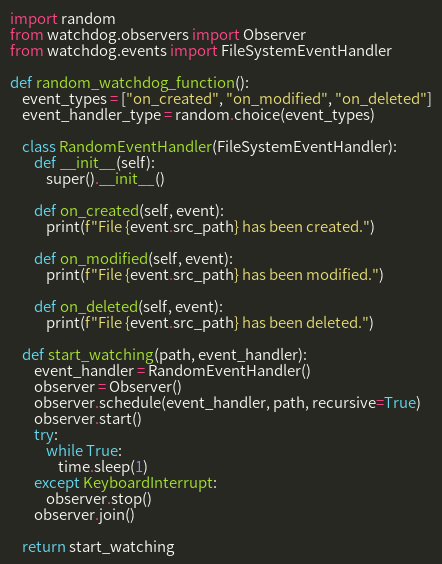 import random
from watchdog.observers import Observer
from watchdog.events import FileSystemEventHandler

def random_watchdog_function():
    event_types = ["on_created", "on_modified", "on_deleted"]
    event_handler_type = random.choice(event_types)

    class RandomEventHandler(FileSystemEventHandler):
        def __init__(self):
            super().__init__()

        def on_created(self, event):
            print(f"File {event.src_path} has been created.")

        def on_modified(self, event):
            print(f"File {event.src_path} has been modified.")

        def on_deleted(self, event):
            print(f"File {event.src_path} has been deleted.")

    def start_watching(path, event_handler):
        event_handler = RandomEventHandler()
        observer = Observer()
        observer.schedule(event_handler, path, recursive=True)
        observer.start()
        try:
            while True:
                time.sleep(1)
        except KeyboardInterrupt:
            observer.stop()
        observer.join()

    return start_watching